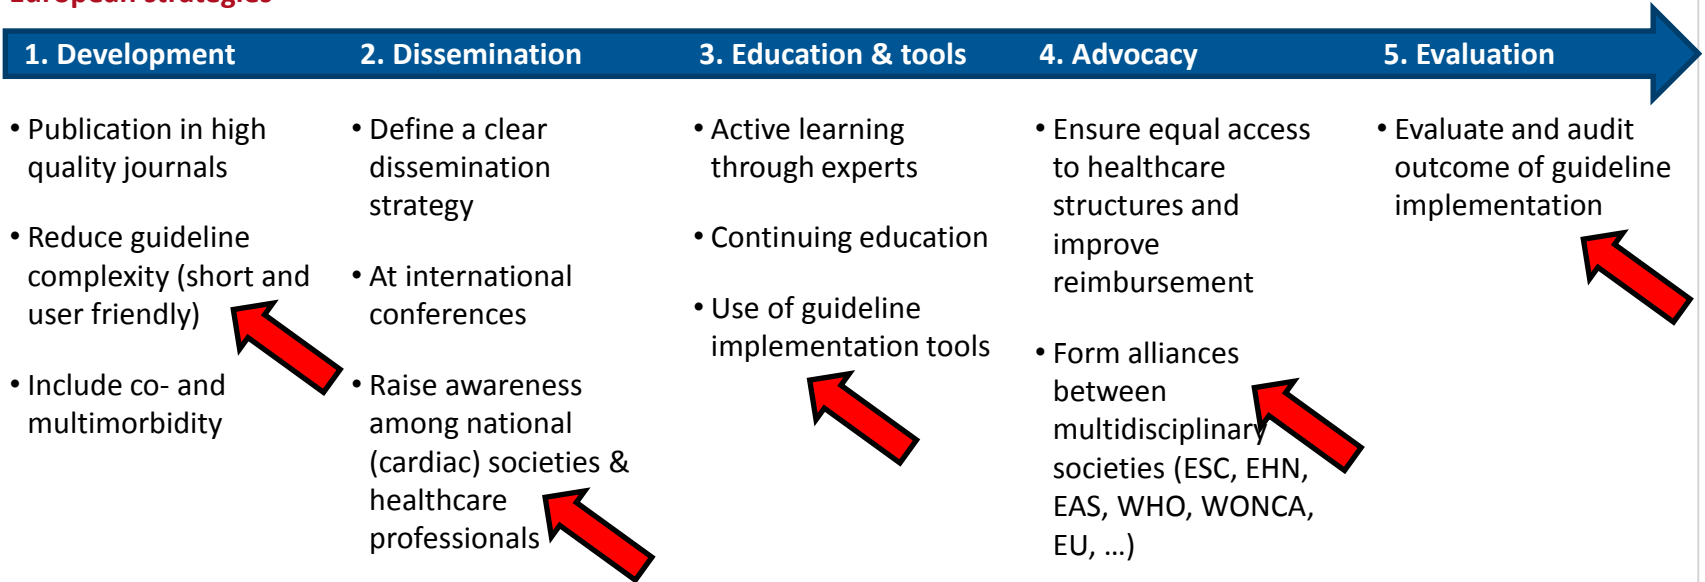 European strategies
1. Development
2. Dissemination
3. Education & tools
4. Advocacy
5. Evaluation
• Publication in high
quality journals
• Reduce guideline
complexity (short and
user friendly)
• Include co- and
multimorbidity
• Define a clear
dissemination
strategy
• At international
conferences
• Raise awareness
among national
(cardiac) societies &
healthcare
professionals
• Active learning
through experts
• Continuing education
• Use of guideline
implementation tools
• Ensure equal access
to healthcare
structures and
improve
reimbursement
• Form alliances
between
multidisciplinary
societies (ESC, EHN,
EAS, WHO, WONCA,
EU, …)
• Evaluate and audit
outcome of guideline
implementation